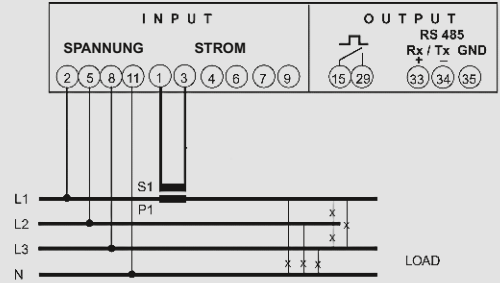 INPUT OUTPUT
SPANNUNG STROM RS 485
Rx / Tx GND
+ –
2 5 8 11 1 3 4 6 7 9 15 29 33 34 35
S1
L1
P1
L2
L3 LOAD
N
x x x x x x